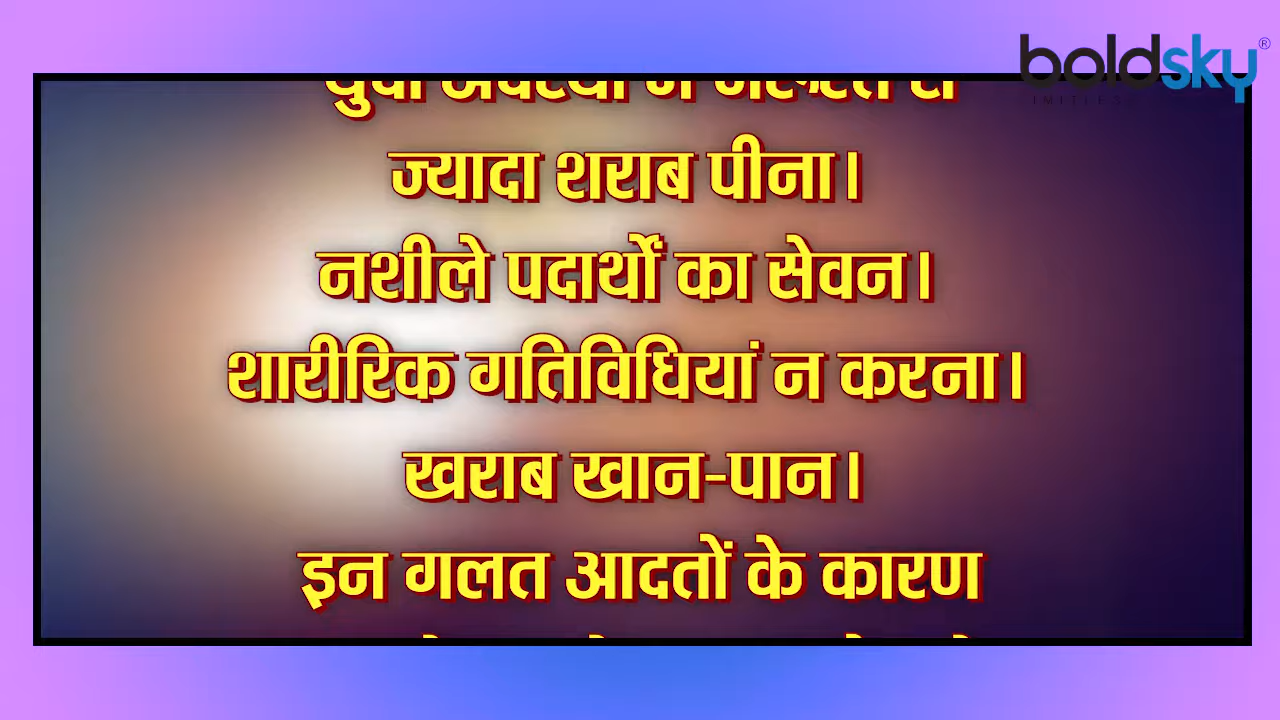 boldsky®
ज्यादा शराब पीना।
नशीले पदार्थों का सेवन।
शारीरिक गतिविधियां न करना।
खराब खान-पान।
इन गलत आदतों के कारण